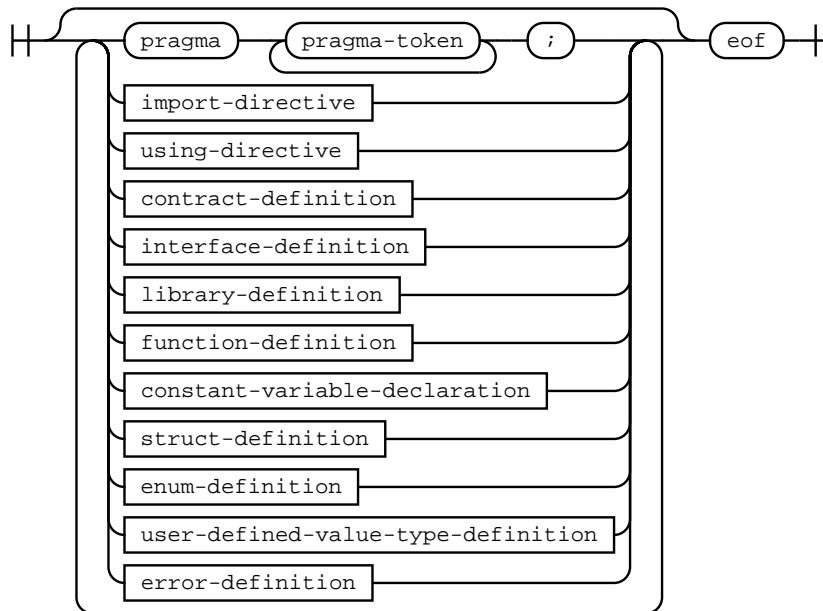 pragma pragma-token ; eof
import-directive
using-directive
contract-definition
interface-definition
library-definition
function-definition
constant-variable-declaration
struct-definition
enum-definition
user-defined-value-type-definition
error-definition